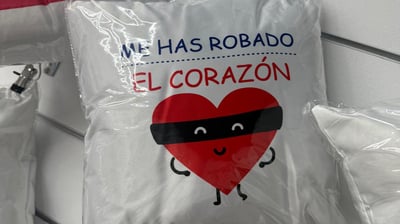 ME HAS ROBADO
EL CORAZÓN